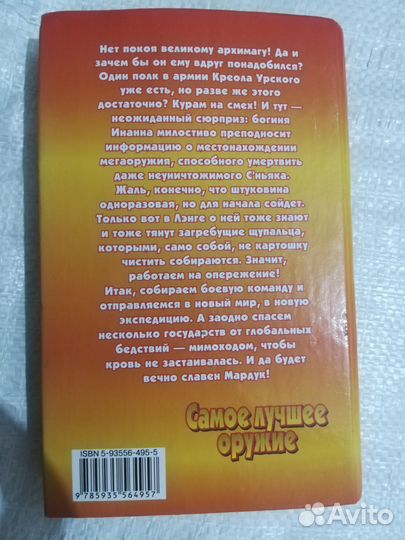 Нет покоя великому архимагу! Да и
зачем бы он ему вдруг понадобился?
Один полк в армии Креола Урского
уже есть, но разве же этого
достаточно? Курам на смех! И тут —
неожиданный сюрприз: богиня
Инанна милостиво преподносит
информацию о местонахождении
мегаоружия, способного умертвить
даже неуничтожимого С'ньяка.
Жаль, конечно, что штуковина
одноразовая, но для начала сойдет.
Только вот в Лэнге о ней тоже знают
и тоже тянут загребущие щупальца,
которыми, само собой, не картошку
чистить собираются. Значит,
работаем на опережение!
Итак, собираем боевую команду и
отправляемся в новый мир, в новую
экспедицию. А заодно спасем
несколько государств от глобальных
бедствий — мимоходом, чтобы
кровь не застаивалась. И да будет
вечно славен Мардук!
Самое лучшее
оружие
ISBN 5-93556-495-5
9 785935 564957
Avito